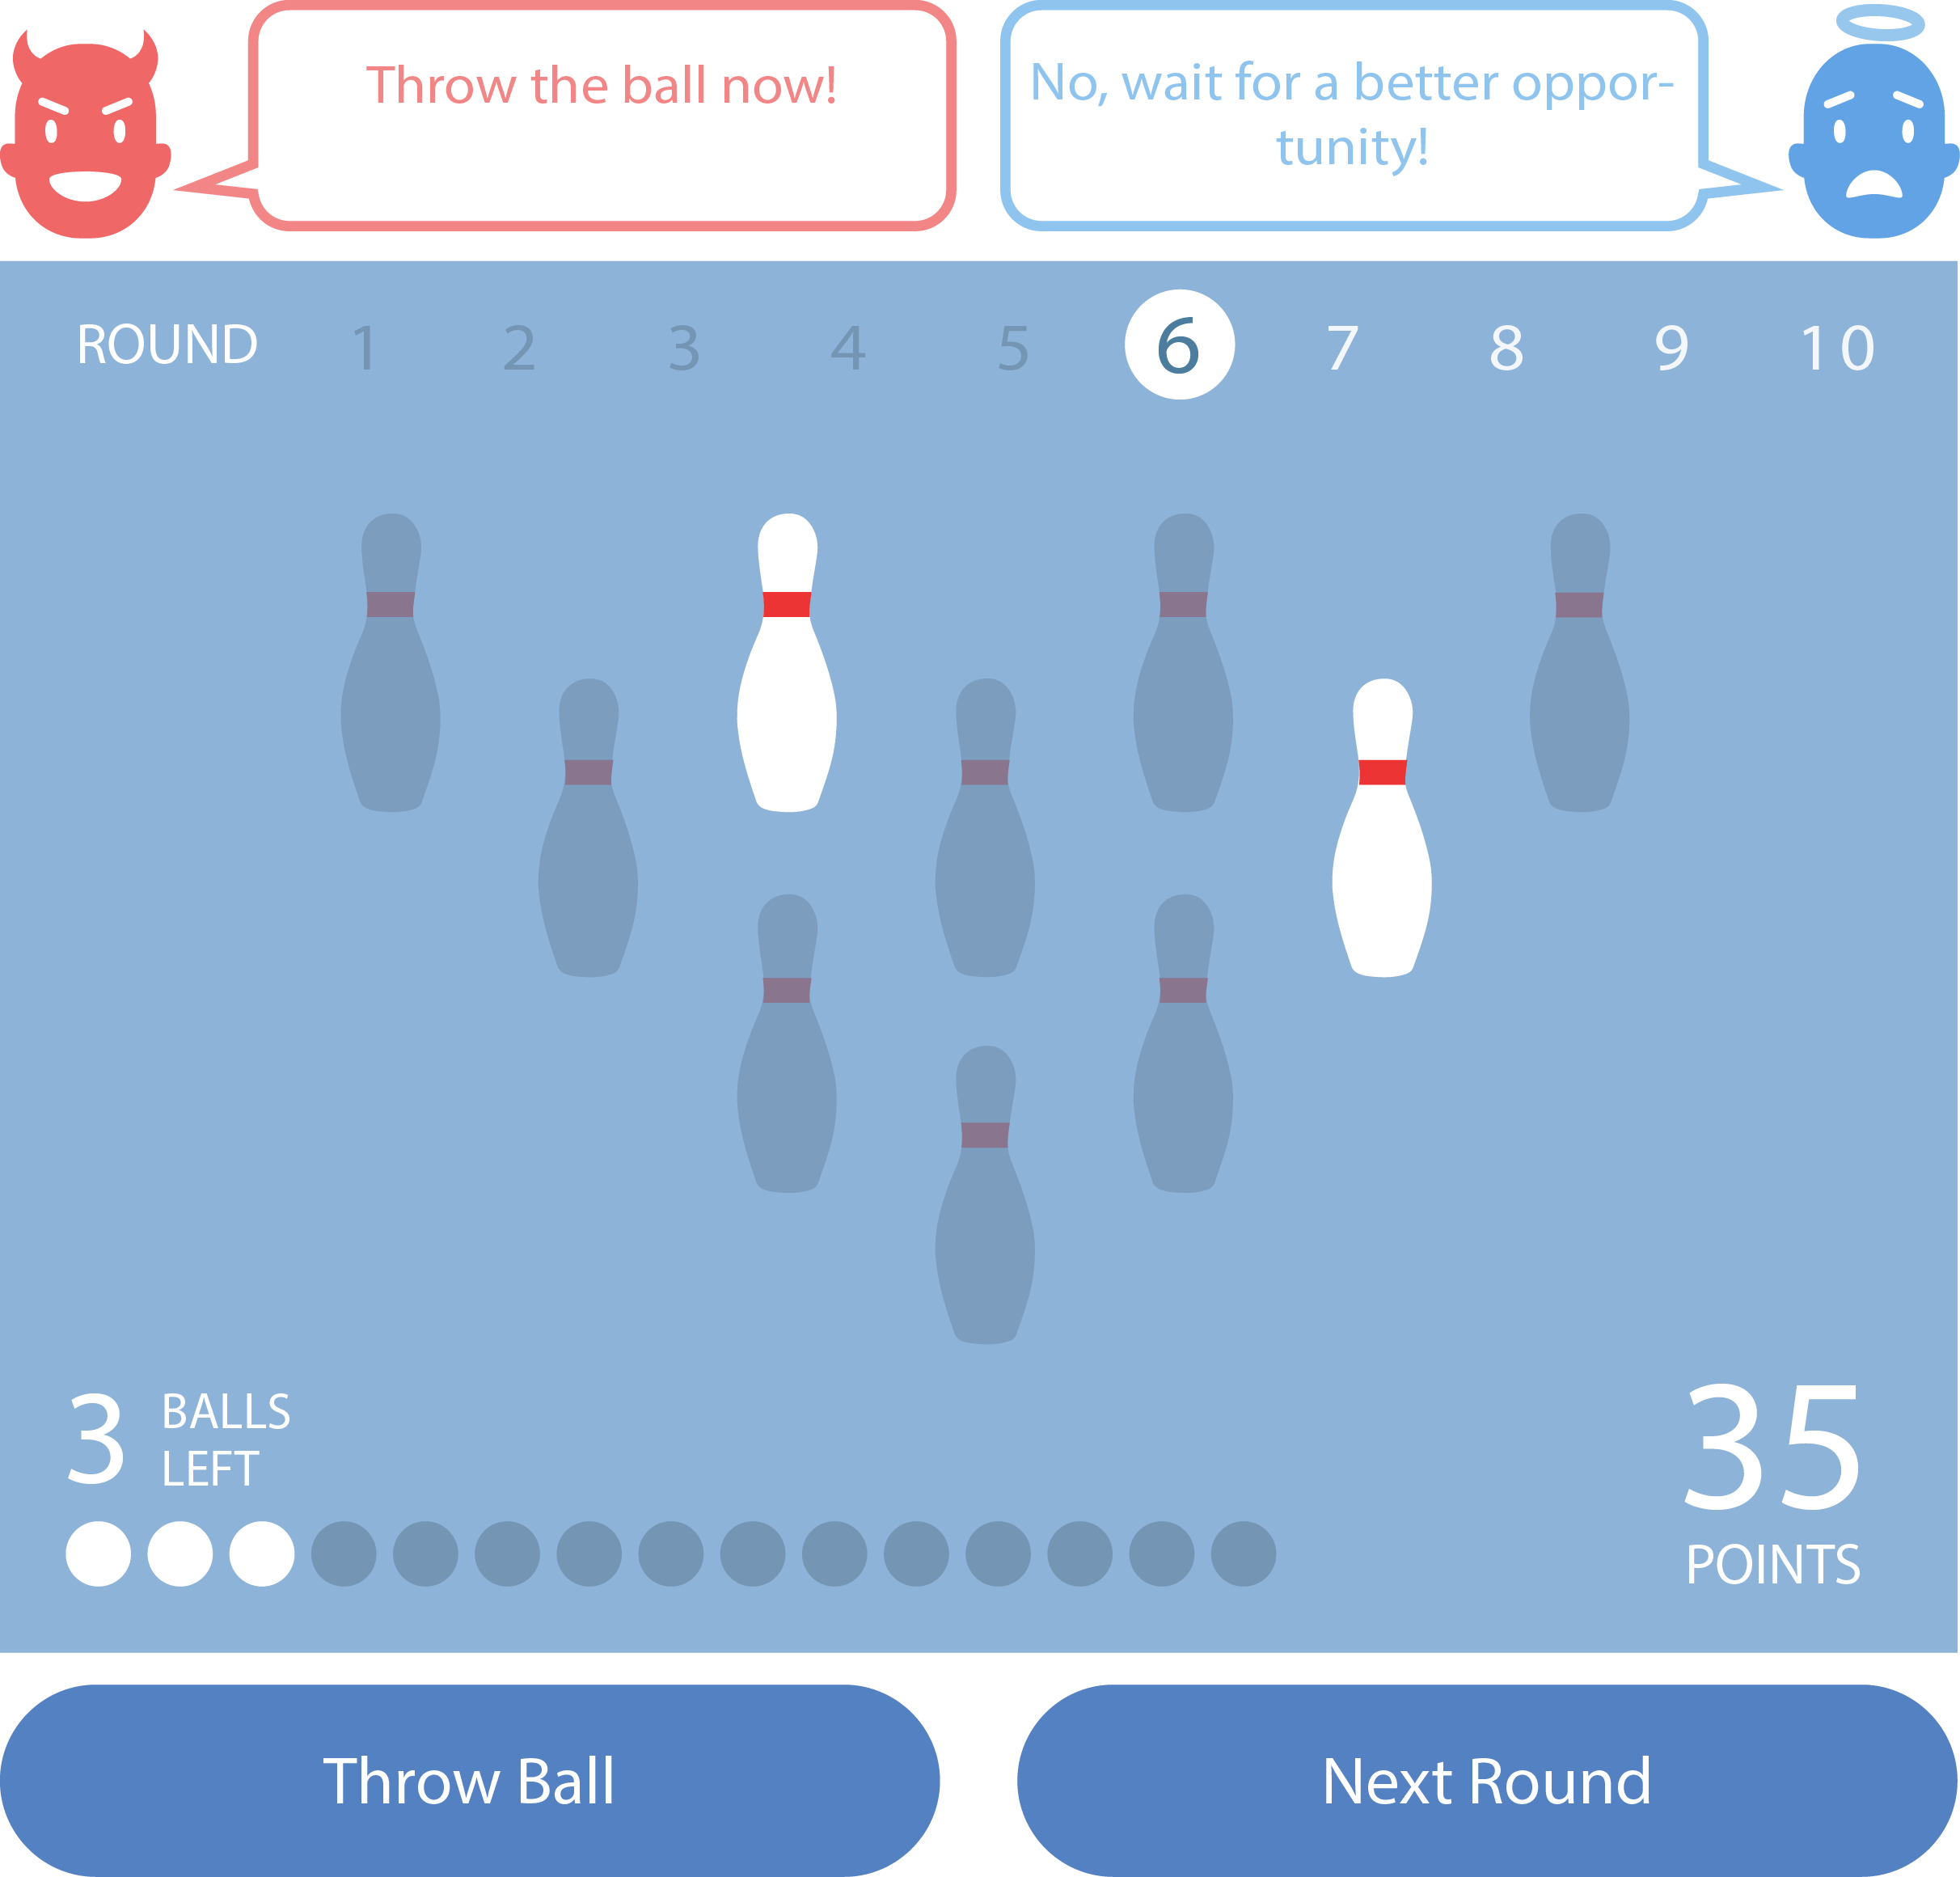 Throw the ball now!
No, wait for a better oppor-
tunity!
ROUND 1 2 3 4 5 6 7 8 9 10
3 BALLS
LEFT
35
POINTS
Throw Ball
Next Round